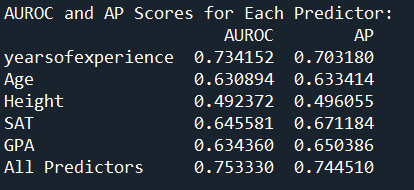 AUROC and AP Scores for Each Predictor:
AUROC AP
yearsofexperience 0.734152 0.703180
Age 0.630894 0.633414
Height 0.492372 0.496055
SAT 0.645581 0.671184
GPA 0.634360 0.650386
All Predictors 0.753330 0.744510